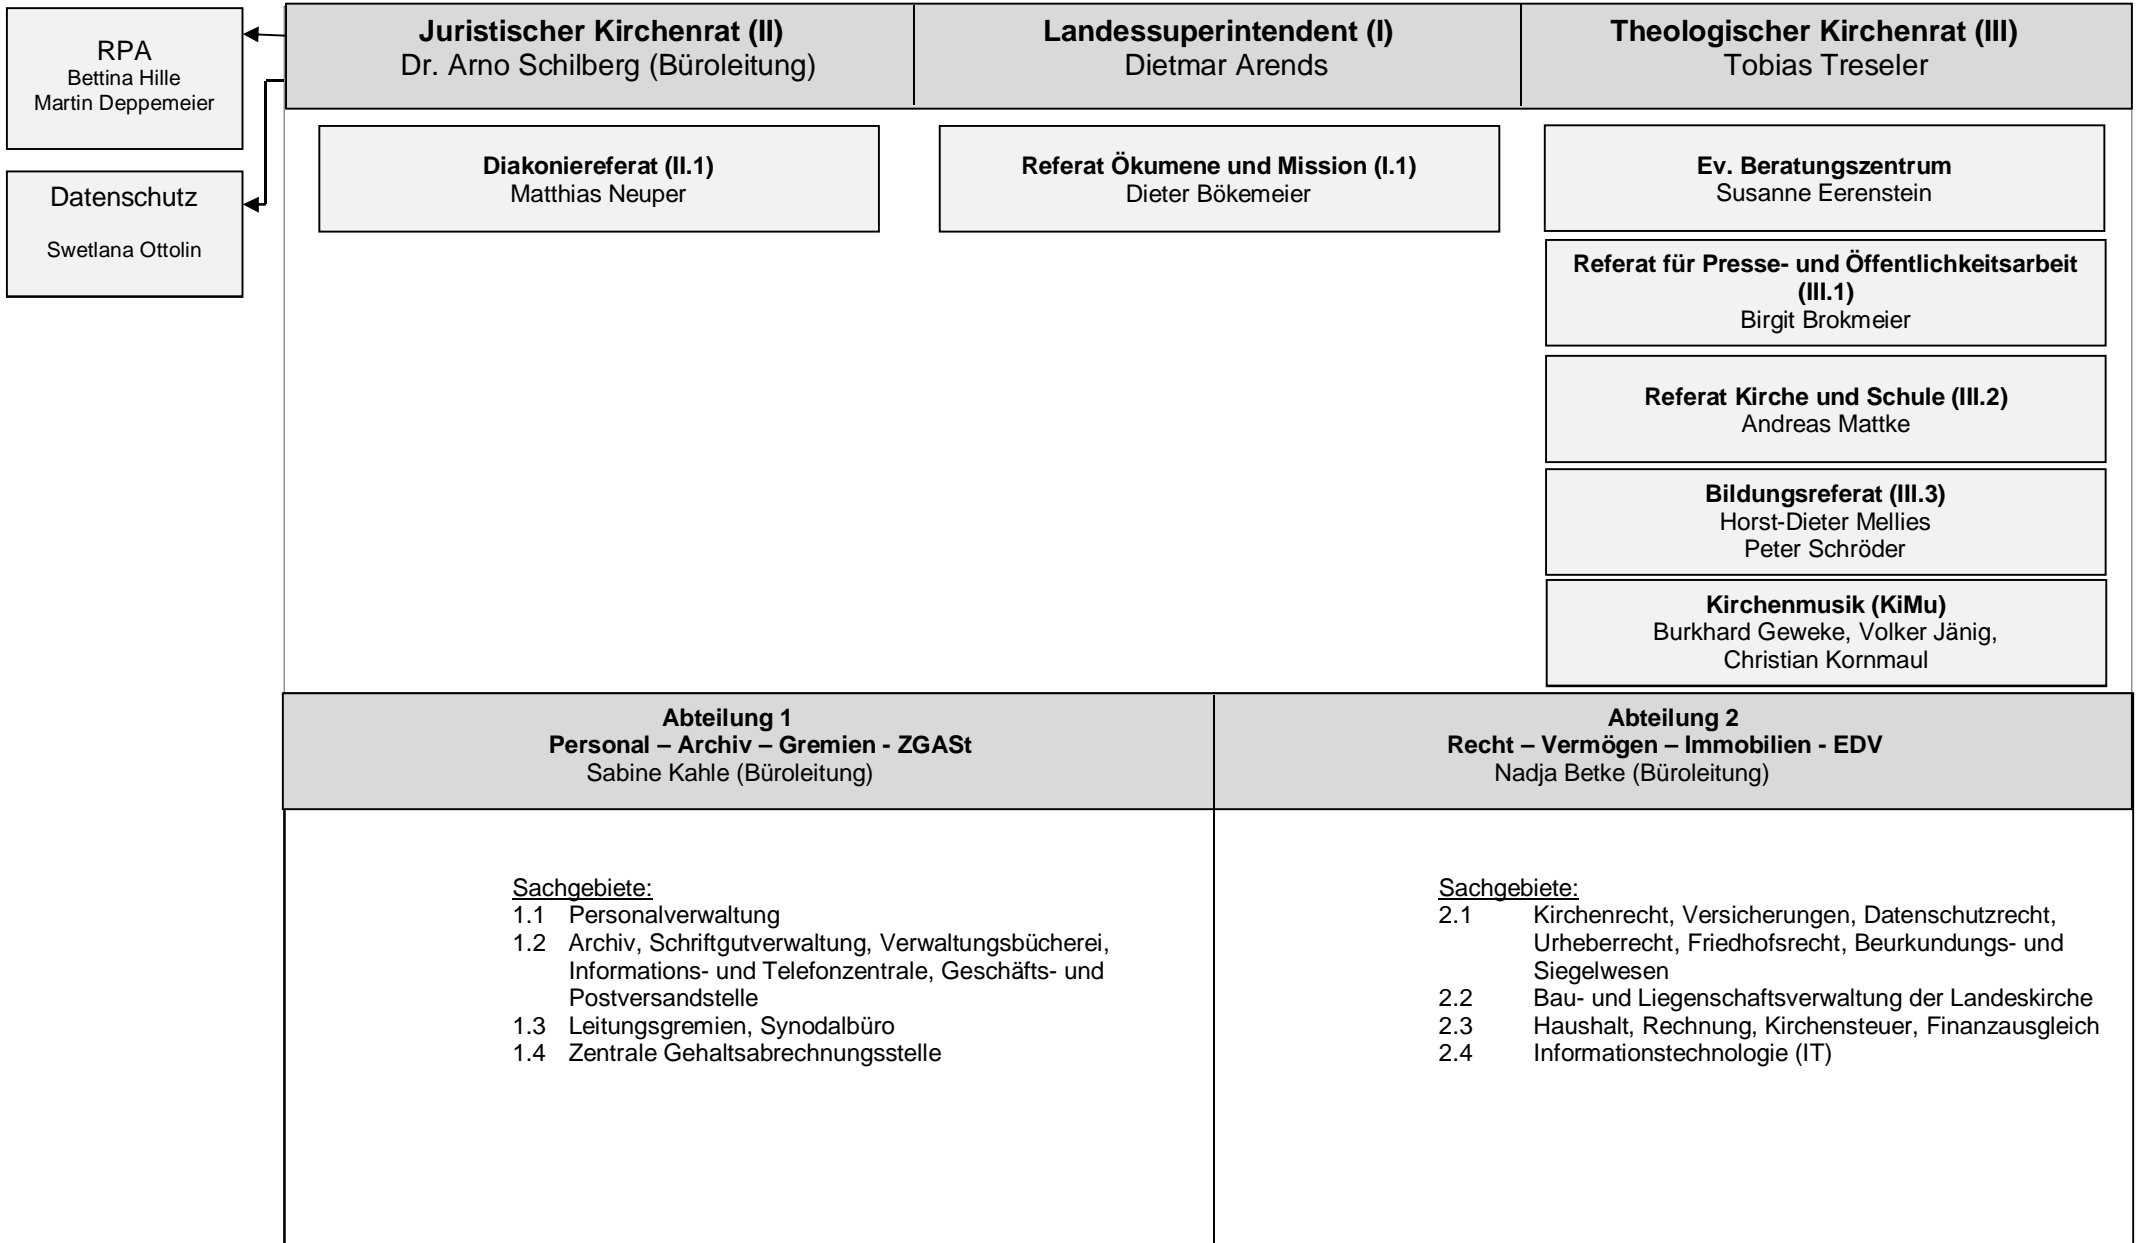 RPA
Bettina Hille
Martin Deppemeier
Datenschutz
Swetlana Ottolin
Juristischer Kirchenrat (II)
Dr. Arno Schilberg (Büroleitung)
Landessuperintendent (I)
Dietmar Arends
Theologischer Kirchenrat (III)
Tobias Treseler
Diakoniereferat (II.1)
Matthias Neuper
Referat Ökumene und Mission (I.1)
Dieter Bökemeier
Ev. Beratungszentrum
Susanne Eerenstein
Referat für Presse- und Öffentlichkeitsarbeit
(III.1)
Birgit Brokmeier
Referat Kirche und Schule (III.2)
Andreas Mattke
Bildungsreferat (III.3)
Horst-Dieter Mellies
Peter Schröder
Kirchenmusik (KiMu)
Burkhard Geweke, Volker Jänig,
Christian Kornmaul
Abteilung 1
Personal – Archiv – Gremien - ZGASt
Sabine Kahle (Büroleitung)
Abteilung 2
Recht – Vermögen – Immobilien - EDV
Nadja Betke (Büroleitung)
Sachgebiete:
1.1 Personalverwaltung
1.2 Archiv, Schriftgutverwaltung, Verwaltungsbücherei,
Informations- und Telefonzentrale, Geschäfts- und
Postversandstelle
1.3 Leitungsgremien, Synodalbüro
1.4 Zentrale Gehaltsabrechnungsstelle
Sachgebiete:
2.1 Kirchenrecht, Versicherungen, Datenschutzrecht,
Urheberrecht, Friedhofsrecht, Beurkundungs- und
Siegelwesen
2.2 Bau- und Liegenschaftsverwaltung der Landeskirche
2.3 Haushalt, Rechnung, Kirchensteuer, Finanzausgleich
2.4 Informationstechnologie (IT)